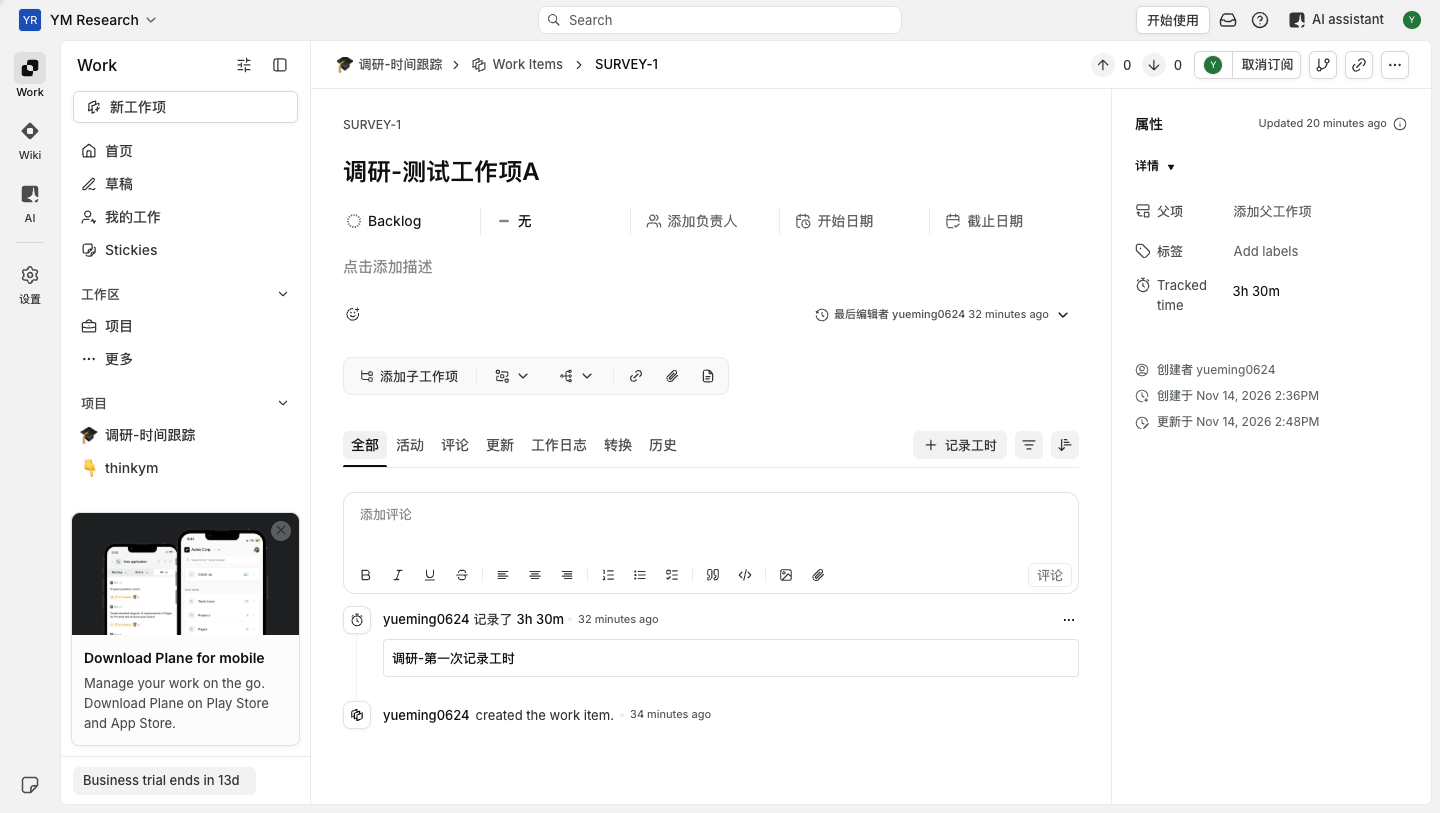 YR YM Research
Search
开始使用
AI assistant
Y
Work
Wiki
AI
设置
Work
新工作项
首页
草稿
我的工作
Stickies
工作区
项目
更多
项目
调研-时间跟踪
thinkym
Download Plane for mobile
Manage your work on the go.
Download Plane on Play Store
and App Store.
Business trial ends in 13d
调研-时间跟踪 Work Items SURVEY-1
0 0 Y 取消订阅
SURVEY-1
调研-测试工作项A
Backlog 无 添加负责人 开始日期 截止日期
点击添加描述
最后编辑者 yueming0624 32 minutes ago
添加子工作项
全部 活动 评论 更新 工作日志 转换 历史
记录工时
添加评论
评论
yueming0624 记录了 3h 30m 32 minutes ago
调研-第一次记录工时
yueming0624 created the work item. 34 minutes ago
属性 Updated 20 minutes ago
详情
父项 添加父工作项
标签 Add labels
Tracked
time
3h 30m
创建者 yueming0624
创建于 Nov 14, 2026 2:36PM
更新于 Nov 14, 2026 2:48PM